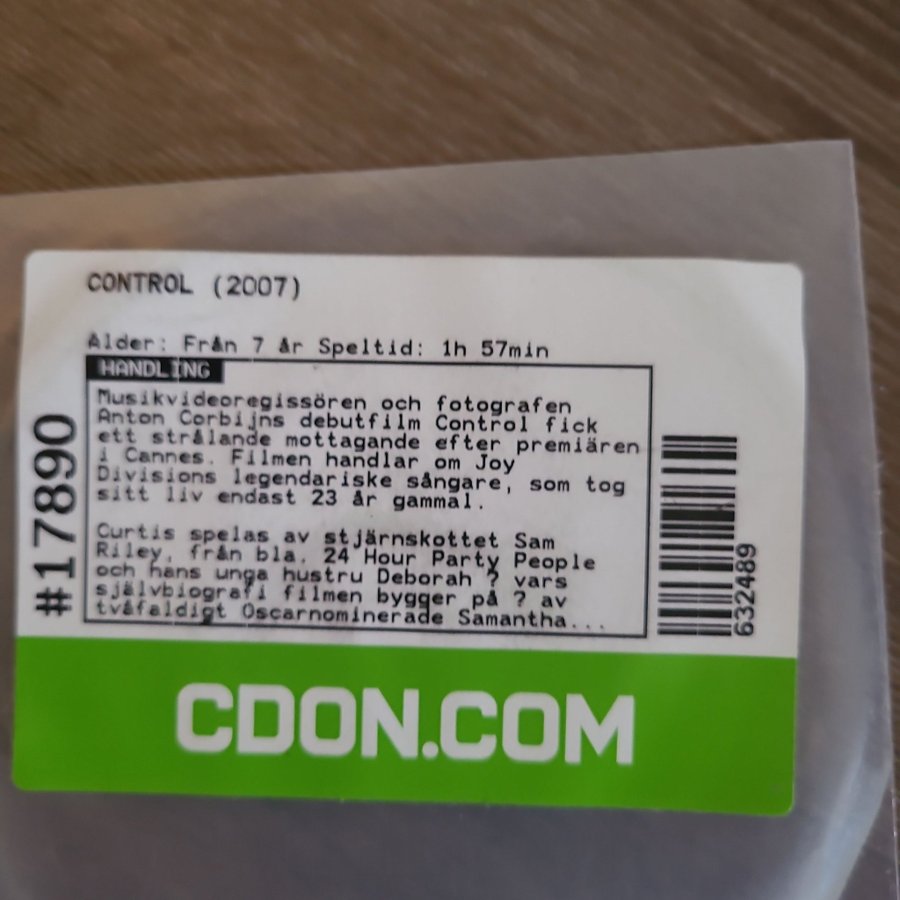 CONTROL (2007)
Ålder: Från 7 år Speltid: 1h 57min
HANDLING
Musikvideoregissören och fotografen
Anton Corbijns debutfilm Control fick
ett strålande mottagande efter premiären
i Cannes. Filmen handlar om Joy
Divisions legendariske sångare, som tog
sitt liv endast 23 år gammal.
Curtis spelas av stjärnskottet Sam
Riley, från bla. 24 Hour Party People
och hans unga hustru Deborah ? vars
självbiografi filmen bygger på ? av
tvåfaldigt Oscarnominerade Samantha...
#17890
632489
CDON.COM